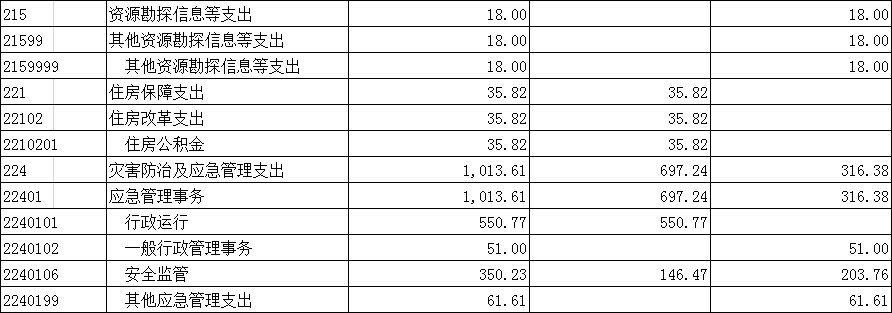 215 资源勘探信息等支出 18.00 18.00
21599 其他资源勘探信息等支出 18.00 18.00
2159999 其他资源勘探信息等支出 18.00 18.00
221 住房保障支出 35.82 35.82
22102 住房改革支出 35.82 35.82
2210201 住房公积金 35.82 35.82
224 灾害防治及应急管理支出 1,013.61 697.24 316.38
22401 应急管理事务 1,013.61 697.24 316.38
2240101 行政运行 550.77 550.77
2240102 一般行政管理事务 51.00 51.00
2240106 安全监管 350.23 146.47 203.76
2240199 其他应急管理支出 61.61 61.61